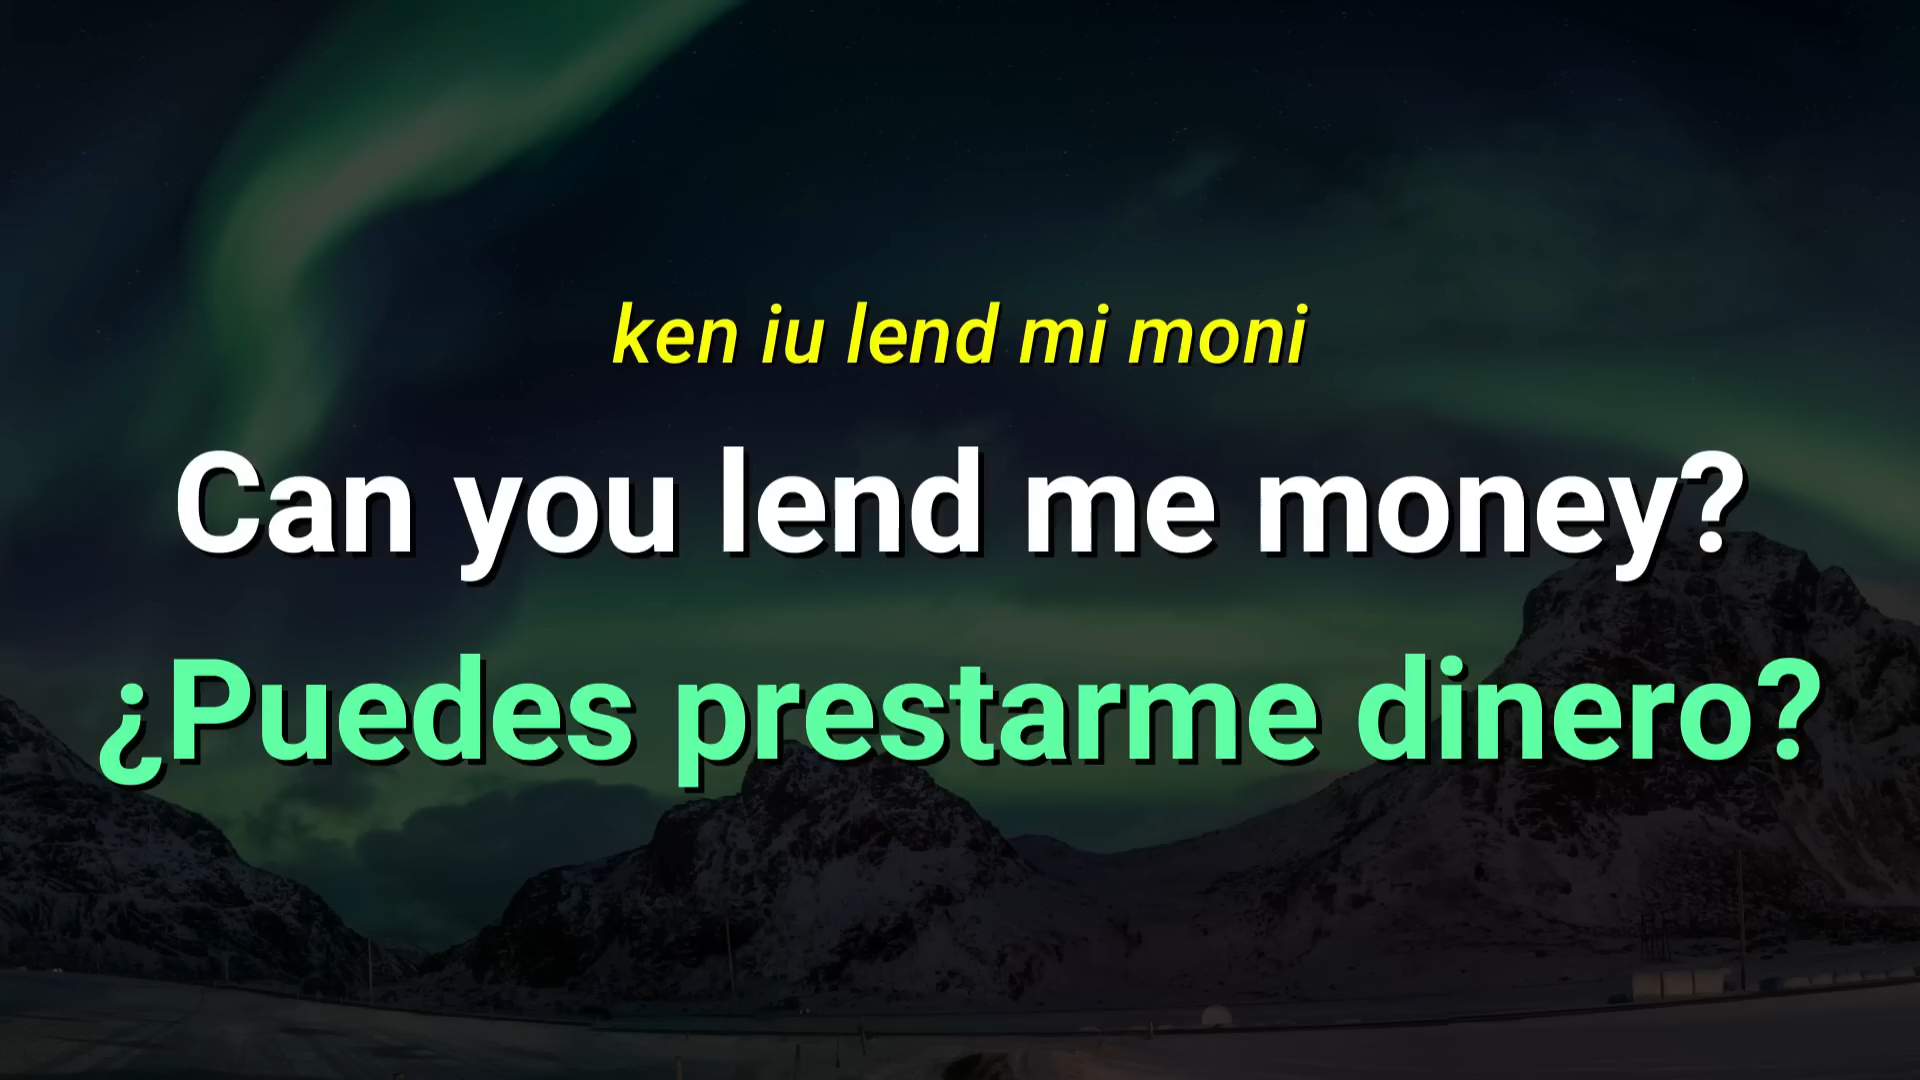 ken iu lend mi moni
Can you lend me money?
¿Puedes prestarme dinero?